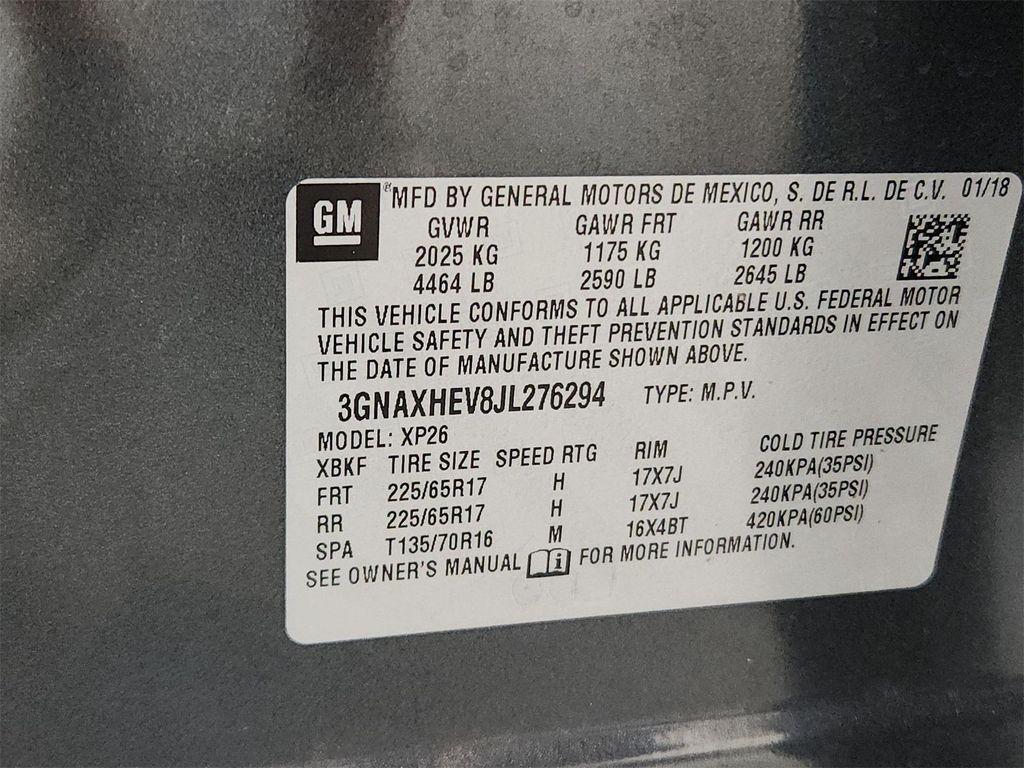 GM ® MFD BY GENERAL MOTORS DE MEXICO, S. DE R.L. DE C.V. 01/18
GVWR GAWR FRT GAWR RR
2025 KG 1175 KG 1200 KG
4464 LB 2590 LB 2645 LB
THIS VEHICLE CONFORMS TO ALL APPLICABLE U.S. FEDERAL MOTOR
VEHICLE SAFETY AND THEFT PREVENTION STANDARDS IN EFFECT ON
THE DATE OF MANUFACTURE SHOWN ABOVE.
3GNAXHEV8JL276294 TYPE: M.P.V.
MODEL: XP26
XBKF TIRE SIZE SPEED RTG RIM COLD TIRE PRESSURE
FRT 225/65R17 H 17X7J 240KPA(35PSI)
RR 225/65R17 H 17X7J 240KPA(35PSI)
SPA T135/70R16 M 16X4BT 420KPA(60PSI)
SEE OWNER'S MANUAL i FOR MORE INFORMATION.